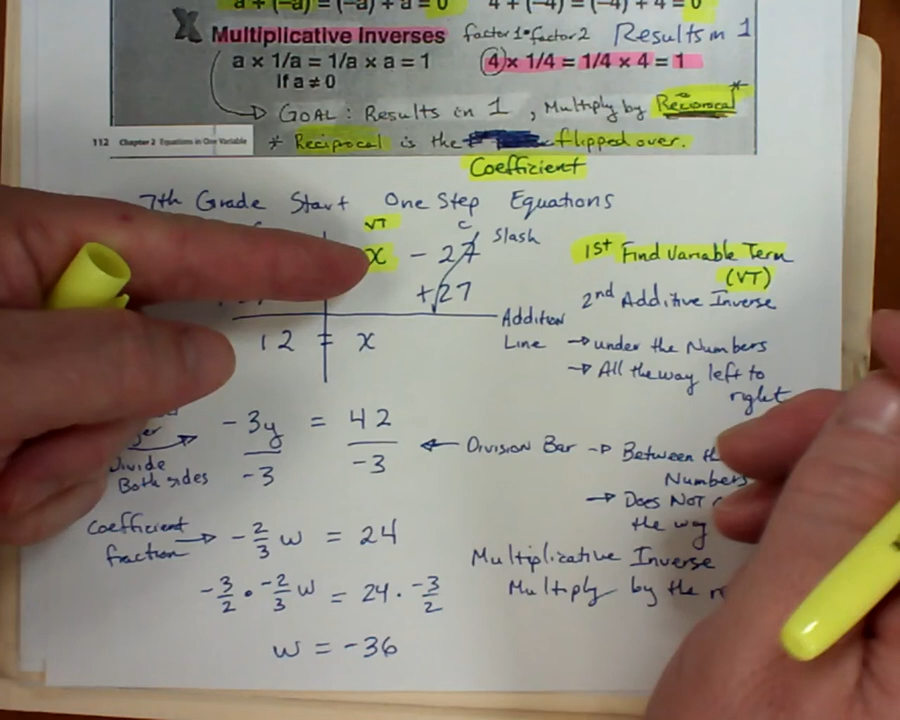 a + (-a) = (-a) + a = 0 4 + (-4) = (-4) + 4 = 0
X Multiplicative Inverses factor 1 • factor 2 Results in 1
a x 1/a = 1/a x a = 1 4 x 1/4 = 1/4 x 4 = 1
If a ≠ 0
→ GOAL: Results in 1, Multiply by Reciprocal *
112 Chapter 2 Equations in One Variable
* Reciprocal is the flipped over.
Coefficient
7th Grade Start One Step Equations
VT C
x - 27 Slash
+27
12 = x
1st Find Variable Term
(VT)
2nd Additive Inverse
Addition
Line → under the Numbers
→ All the way left to
right
-3y = 42
-3 -3
Divide
Both sides
← Division Bar → Between
Numbers
→ Does NOT
the way
Coefficient
fraction → -2/3 w = 24
-3/2 • -2/3 w = 24 • -3/2
w = -36
Multiplicative Inverse
Multiply by the